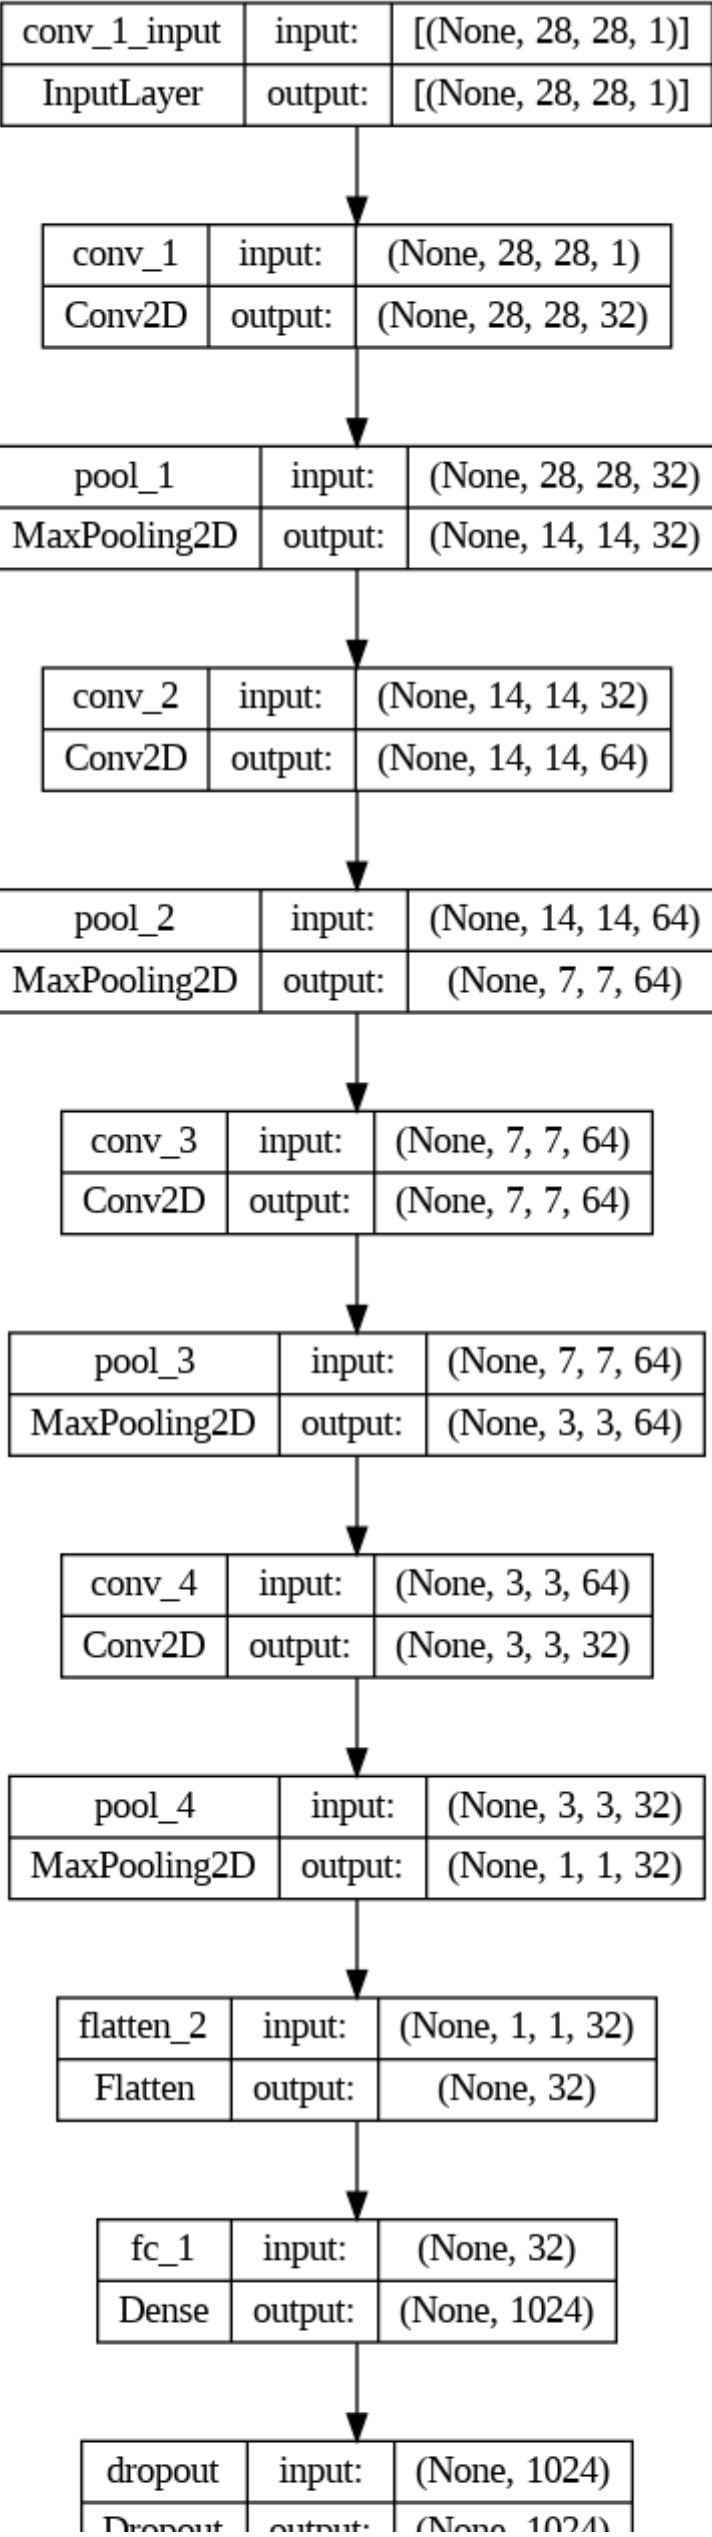 conv_1_input input: [(None, 28, 28, 1)]
InputLayer output: [(None, 28, 28, 1)]
conv_1 input: (None, 28, 28, 1)
Conv2D output: (None, 28, 28, 32)
pool_1 input: (None, 28, 28, 32)
MaxPooling2D output: (None, 14, 14, 32)
conv_2 input: (None, 14, 14, 32)
Conv2D output: (None, 14, 14, 64)
pool_2 input: (None, 14, 14, 64)
MaxPooling2D output: (None, 7, 7, 64)
conv_3 input: (None, 7, 7, 64)
Conv2D output: (None, 7, 7, 64)
pool_3 input: (None, 7, 7, 64)
MaxPooling2D output: (None, 3, 3, 64)
conv_4 input: (None, 3, 3, 64)
Conv2D output: (None, 3, 3, 32)
pool_4 input: (None, 3, 3, 32)
MaxPooling2D output: (None, 1, 1, 32)
flatten_2 input: (None, 1, 1, 32)
Flatten output: (None, 32)
fc_1 input: (None, 32)
Dense output: (None, 1024)
dropout input: (None, 1024)
Dropout output: (None, 1024)